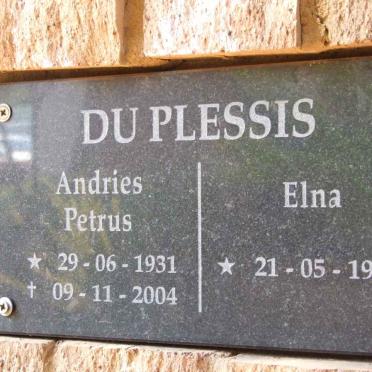 DU PLESSIS
Andries
Petrus
★ 29 - 06 - 1931
† 09 - 11 - 2004
Elna
★ 21 - 05 - 19